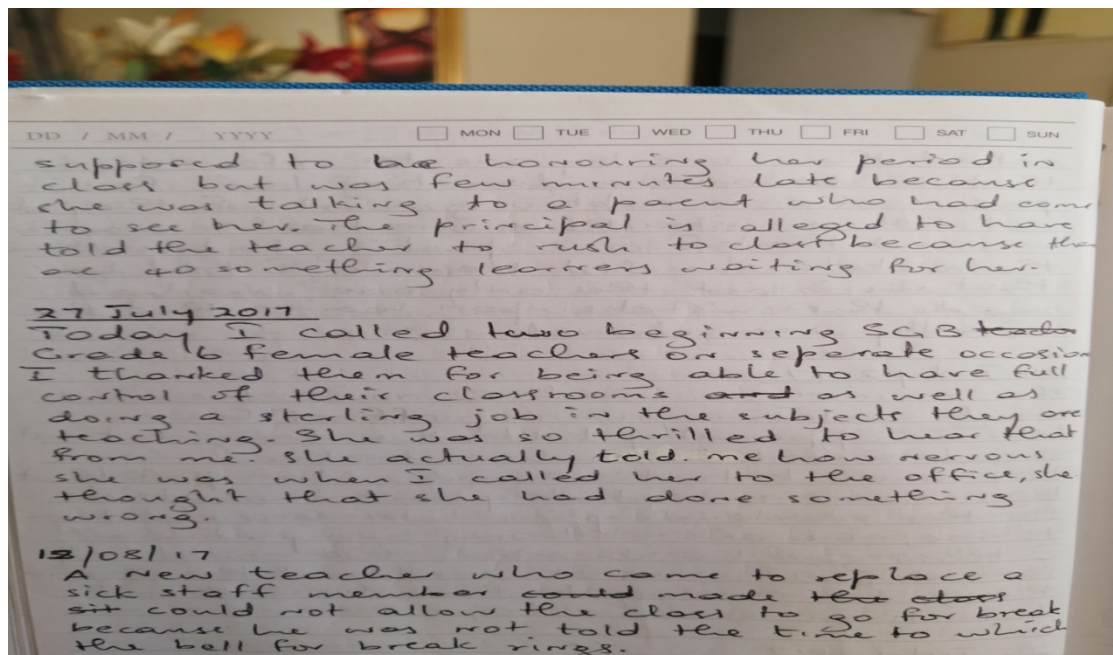 DD / MM / YYYY MON TUE WED THU FRI SAT SUN
supposed to be honouring her period in
class but was few minutes late because
she was talking to a parent who had come
to see her. The principal is alleged to have
told the teacher to rush to class because
are 40 something learners waiting for her.
27 July 2017
Today I called two beginning SGB
Grade 6 female teachers on seperate occasion
I thanked them for being able to have full
control of their classrooms and as well as
doing a sterling job in the subjects they are
teaching. She was so thrilled to hear that
from me. She actually told me how nervous
she was when I called her to the office, she
thought that she had done something
wrong.
12/08/17
A new teacher who came to replace a
sick staff member could made the class
sit could not allow the class to go for break
because he was not told the time to which
the bell for break rings.